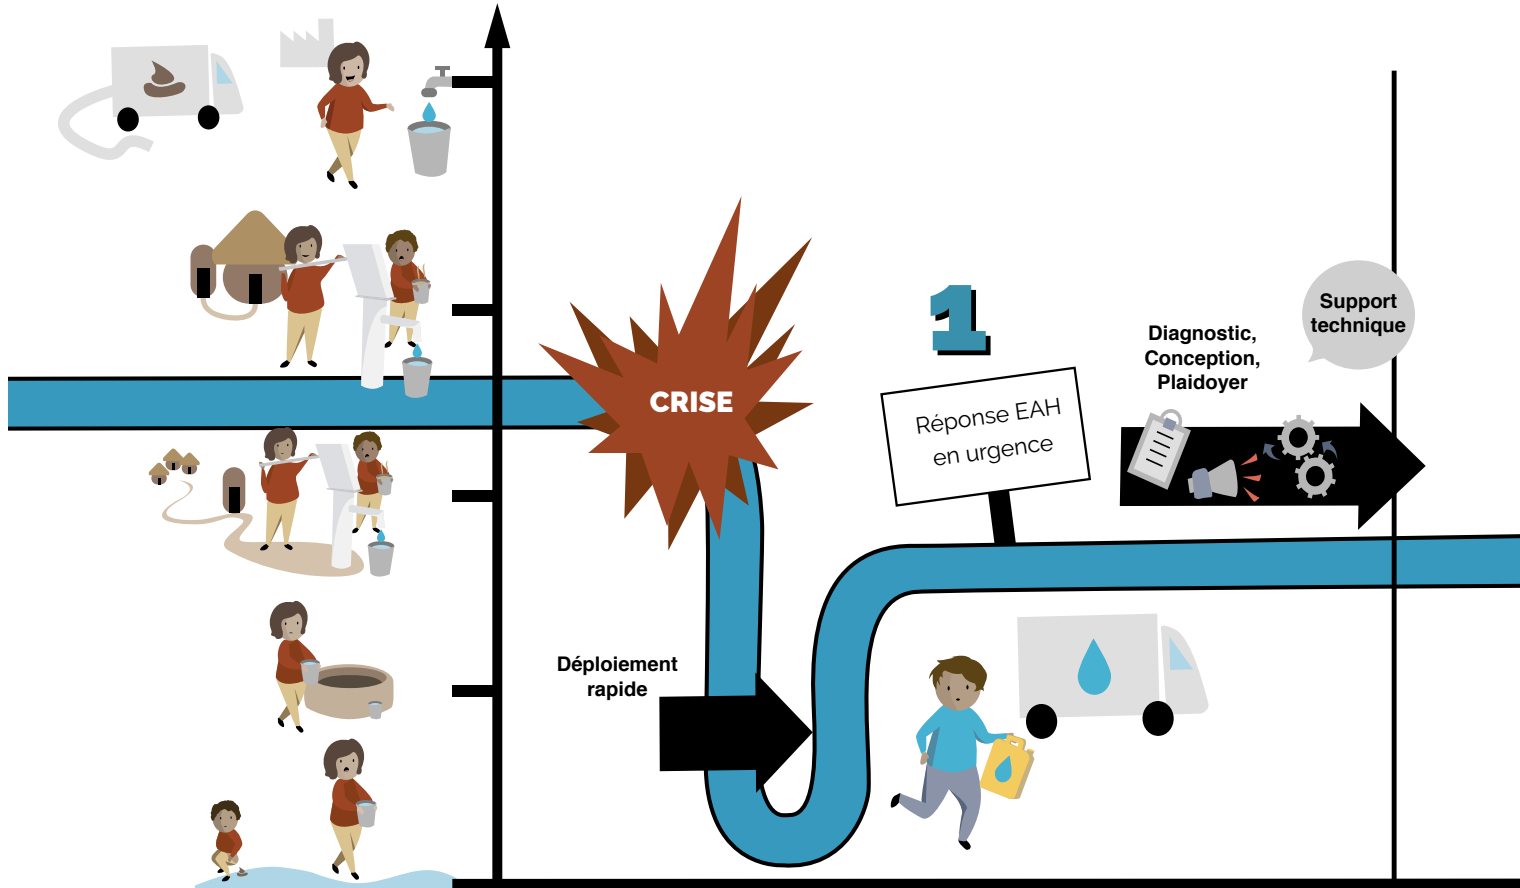 CRISE
1
Réponse EAH
en urgence
Diagnostic,
Conception,
Plaidoyer
Support
technique
Déploiement
rapide